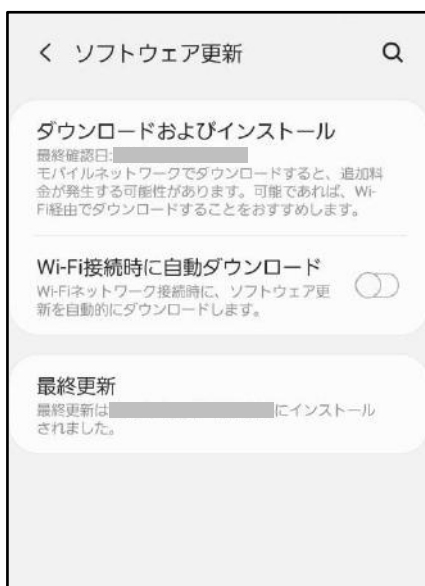 ソフトウェア更新
ダウンロードおよびインストール
最終確認日:
モバイルネットワークでダウンロードすると、追加料
金が発生する可能性があります。可能であれば、Wi-
Fi経由でダウンロードすることをおすすめします。
Wi-Fi接続時に自動ダウンロード
Wi-Fiネットワーク接続時に、ソフトウェア更
新を自動的にダウンロードします。
最終更新
最終更新は にインストール
されました。